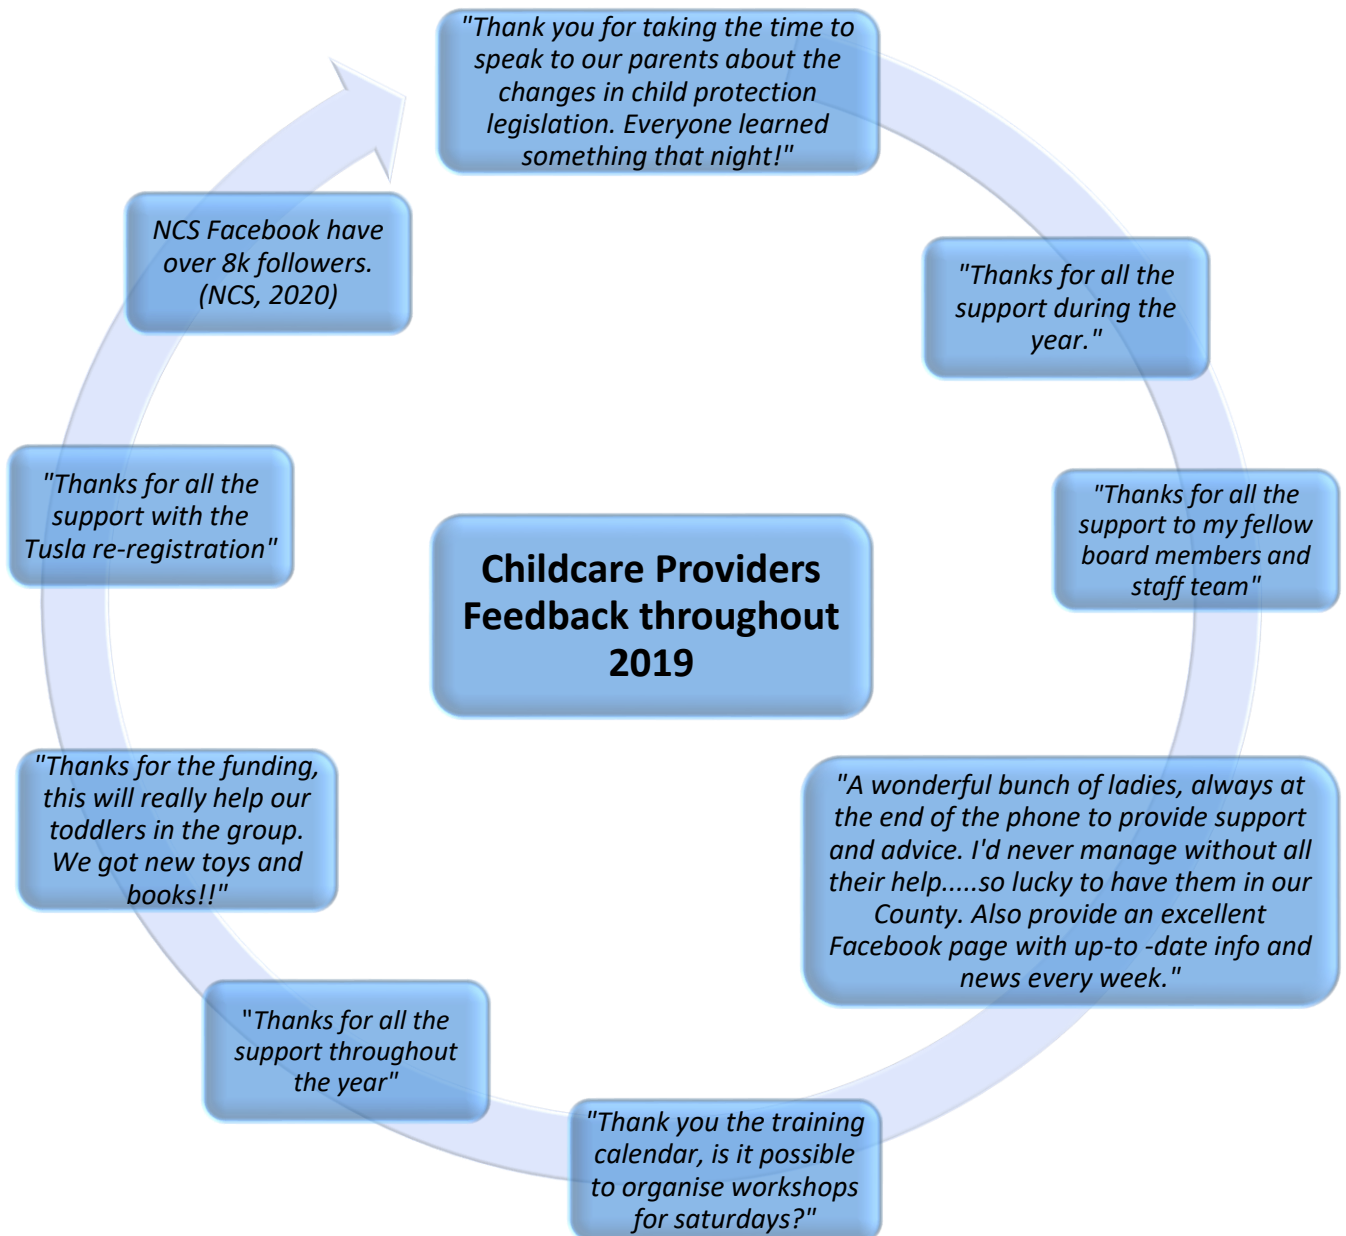 "Thank you for taking the time to
speak to our parents about the
changes in child protection
legislation. Everyone learned
something that night!"
"Thanks for all the
support during the
year."
"Thanks for all the
support to my fellow
board members and
staff team"
"A wonderful bunch of ladies, always at
the end of the phone to provide support
and advice. I'd never manage without all
their help.....so lucky to have them in our
County. Also provide an excellent
Facebook page with up-to -date info and
news every week."
"Thank you the training
calendar, is it possible
to organise workshops
for saturdays?"
"Thanks for all the
support throughout
the year"
"Thanks for the funding,
this will really help our
toddlers in the group.
We got new toys and
books!!"
"Thanks for all the
support with the
Tusla re-registration"
NCS Facebook have
over 8k followers.
(NCS, 2020)
Childcare Providers
Feedback throughout
2019